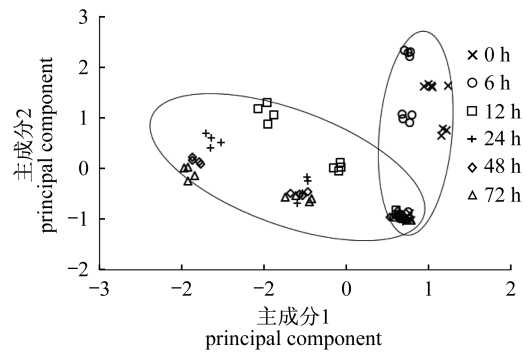 3
2
1
0
−1
−2
−3
−2
−2
0
1
2
主成分2
principal component
主成分1
principal component
0 h
6 h
12 h
24 h
48 h
72 h